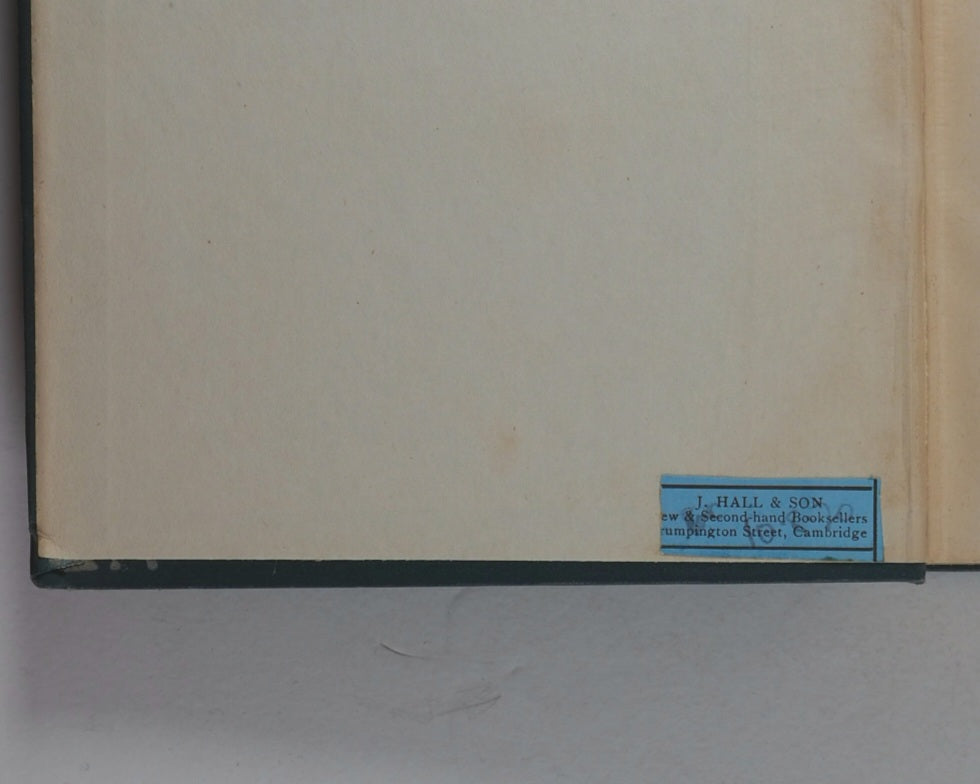 J. HALL & SON
ew & Second-hand Booksellers
rumpington Street, Cambridge